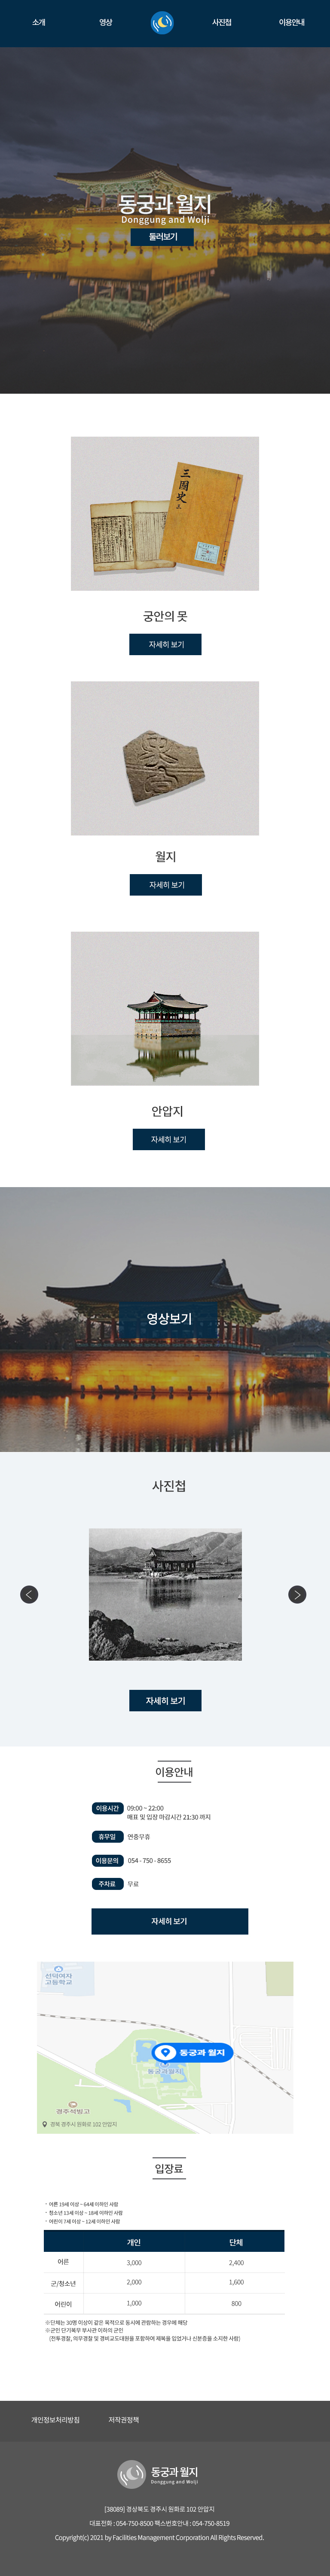 소개 영상 사진첩 이용안내
동궁과 월지
Donggung and Wolji
둘러보기
三國史
궁안의 못
자세히 보기
월지
자세히 보기
안압지
자세히 보기
영상보기
사진첩
자세히 보기
이용안내
이용시간 09:00 ~ 22:00
매표 및 입장 마감시간 21:30 까지
휴무일 연중무휴
이용문의 054 - 750 - 8655
주차료 무료
자세히 보기
선덕여자
고등학교
동궁과 월지
동궁과월지
경주석빙고
경북 경주시 원화로 102 안압지
입장료
· 어른 19세 이상 ~ 64세 이하인 사람
· 청소년 13세 이상 ~ 18세 이하인 사람
· 어린이 7세 이상 ~ 12세 이하인 사람
개인 단체
어른 3,000 2,400
군/청소년 2,000 1,600
어린이 1,000 800
※단체는 30명 이상이 같은 목적으로 동시에 관람하는 경우에 해당
※군인 단기복무 부사관 이하의 군인
(전투경찰, 의무경찰 및 경비교도대원을 포함하며 제복을 입었거나 신분증을 소지한 사람)
개인정보처리방침 저작권정책
동궁과 월지
Donggung and Wolji
[38089] 경상북도 경주시 원화로 102 안압지
대표전화 : 054-750-8500 팩스번호안내 : 054-750-8519
Copyright(c) 2021 by Facilities Management Corporation All Rights Reserved.